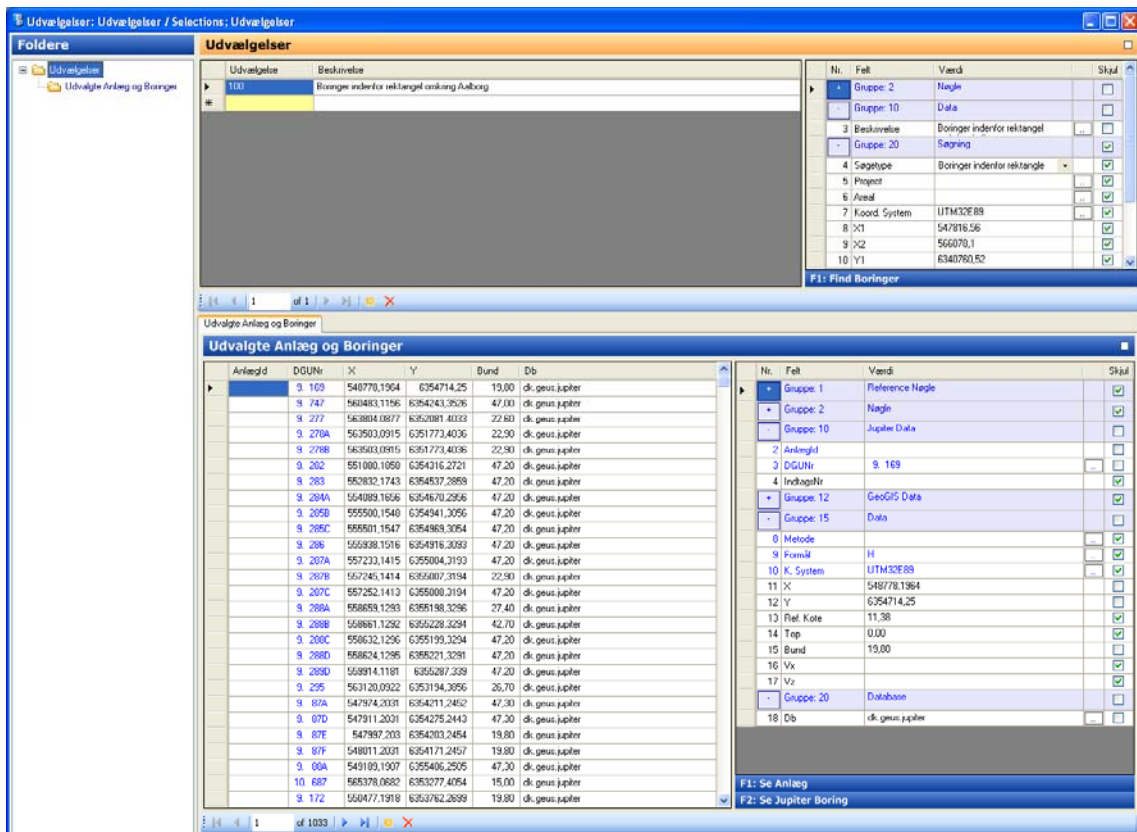 Udvælgelser: Udvælgelser / Selections; Udvælgelser
Foldere
Udvælgelser
Udvalgte Anlæg og Boringer
Udvælgelser
Udvælgelse Beskrivelse
100 Boringer indenfor rektangel omkring Aalborg
Nr. Felt Værdi Skjul
+ Gruppe: 2 Nøgle
- Gruppe: 10 Data
3 Beskrivelse Boringer indenfor rektangel ...
- Gruppe: 20 Søgning
4 Søgetype Boringer indenfor rektangle
5 Project ...
6 Areal ...
7 Koord. System UTM32E89 ...
8 X1 547816,56
9 X2 566078,1
10 Y1 6340760,52
F1: Find Boringer
1 of 1
Udvalgte Anlæg og Boringer
Udvalgte Anlæg og Boringer
AnlægId DGUNr X Y Bund Db
9. 169 548778,1964 6354714,25 19,80 dk.geus.jupiter
9. 747 560483,1156 6354243,3526 47,00 dk.geus.jupiter
9. 277 563804,0877 6352081,4033 22,60 dk.geus.jupiter
9. 278A 563503,0915 6351773,4036 22,90 dk.geus.jupiter
9. 278B 563503,0915 6351773,4036 22,90 dk.geus.jupiter
9. 282 551080,1850 6354316,2721 47,20 dk.geus.jupiter
9. 283 552832,1743 6354537,2859 47,20 dk.geus.jupiter
9. 284A 554089,1656 6354670,2956 47,20 dk.geus.jupiter
9. 285B 555500,1548 6354941,3056 47,20 dk.geus.jupiter
9. 285C 555501,1547 6354969,3054 47,20 dk.geus.jupiter
9. 286 555938,1516 6354916,3093 47,20 dk.geus.jupiter
9. 287A 557233,1415 6355004,3193 47,20 dk.geus.jupiter
9. 287B 557245,1414 6355007,3194 22,90 dk.geus.jupiter
9. 287C 557252,1413 6355008,3194 47,20 dk.geus.jupiter
9. 288A 558659,1293 6355198,3296 27,40 dk.geus.jupiter
9. 288B 558661,1292 6355228,3294 42,70 dk.geus.jupiter
9. 288C 558632,1296 6355199,3294 47,20 dk.geus.jupiter
9. 288D 558624,1295 6355221,3291 47,20 dk.geus.jupiter
9. 289D 559914,1181 6355287,339 47,20 dk.geus.jupiter
9. 295 563120,0922 6353194,3856 26,70 dk.geus.jupiter
9. 87A 547974,2031 6354211,2452 47,30 dk.geus.jupiter
9. 87D 547911,2031 6354275,2443 47,30 dk.geus.jupiter
9. 87E 547997,203 6354203,2454 19,80 dk.geus.jupiter
9. 87F 548011,2031 6354171,2457 19,80 dk.geus.jupiter
9. 88A 549189,1907 6355406,2505 47,30 dk.geus.jupiter
10. 687 565378,0682 6353277,4054 15,00 dk.geus.jupiter
9. 172 550477,1918 6353762,2699 19,80 dk.geus.jupiter
Nr. Felt Værdi Skjul
+ Gruppe: 1 Reference Nøgle
+ Gruppe: 2 Nøgle
- Gruppe: 10 Jupiter Data
2 AnlægId
3 DGUNr 9. 169 ...
4 IndtagsNr
+ Gruppe: 12 GeoGIS Data
- Gruppe: 15 Data
8 Metode ...
9 Formål H ...
10 K. System UTM32E89 ...
11 X 548778,1964
12 Y 6354714,25
13 Ref. Kote 11,38
14 Top 0,00
15 Bund 19,80
16 Vx
17 Vz
- Gruppe: 20 Database
18 Db dk.geus.jupiter ...
F1: Se Anlæg
F2: Se Jupiter Boring
1 of 1033